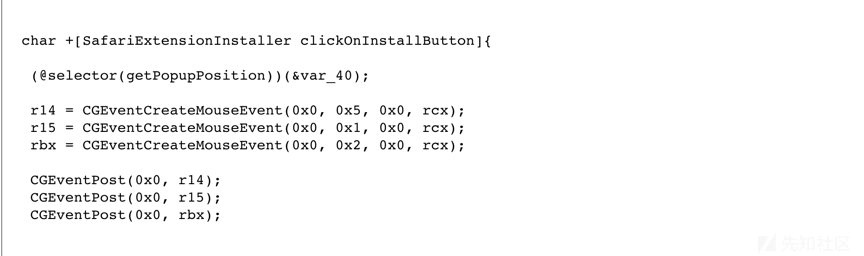 char +[SafariExtensionInstaller clickOnInstallButton]{
(@selector(getPopupPosition))(&var_40);
r14 = CGEventCreateMouseEvent(0x0, 0x5, 0x0, rcx);
r15 = CGEventCreateMouseEvent(0x0, 0x1, 0x0, rcx);
rbx = CGEventCreateMouseEvent(0x0, 0x2, 0x0, rcx);
CGEventPost(0x0, r14);
CGEventPost(0x0, r15);
CGEventPost(0x0, rbx);
先知社区